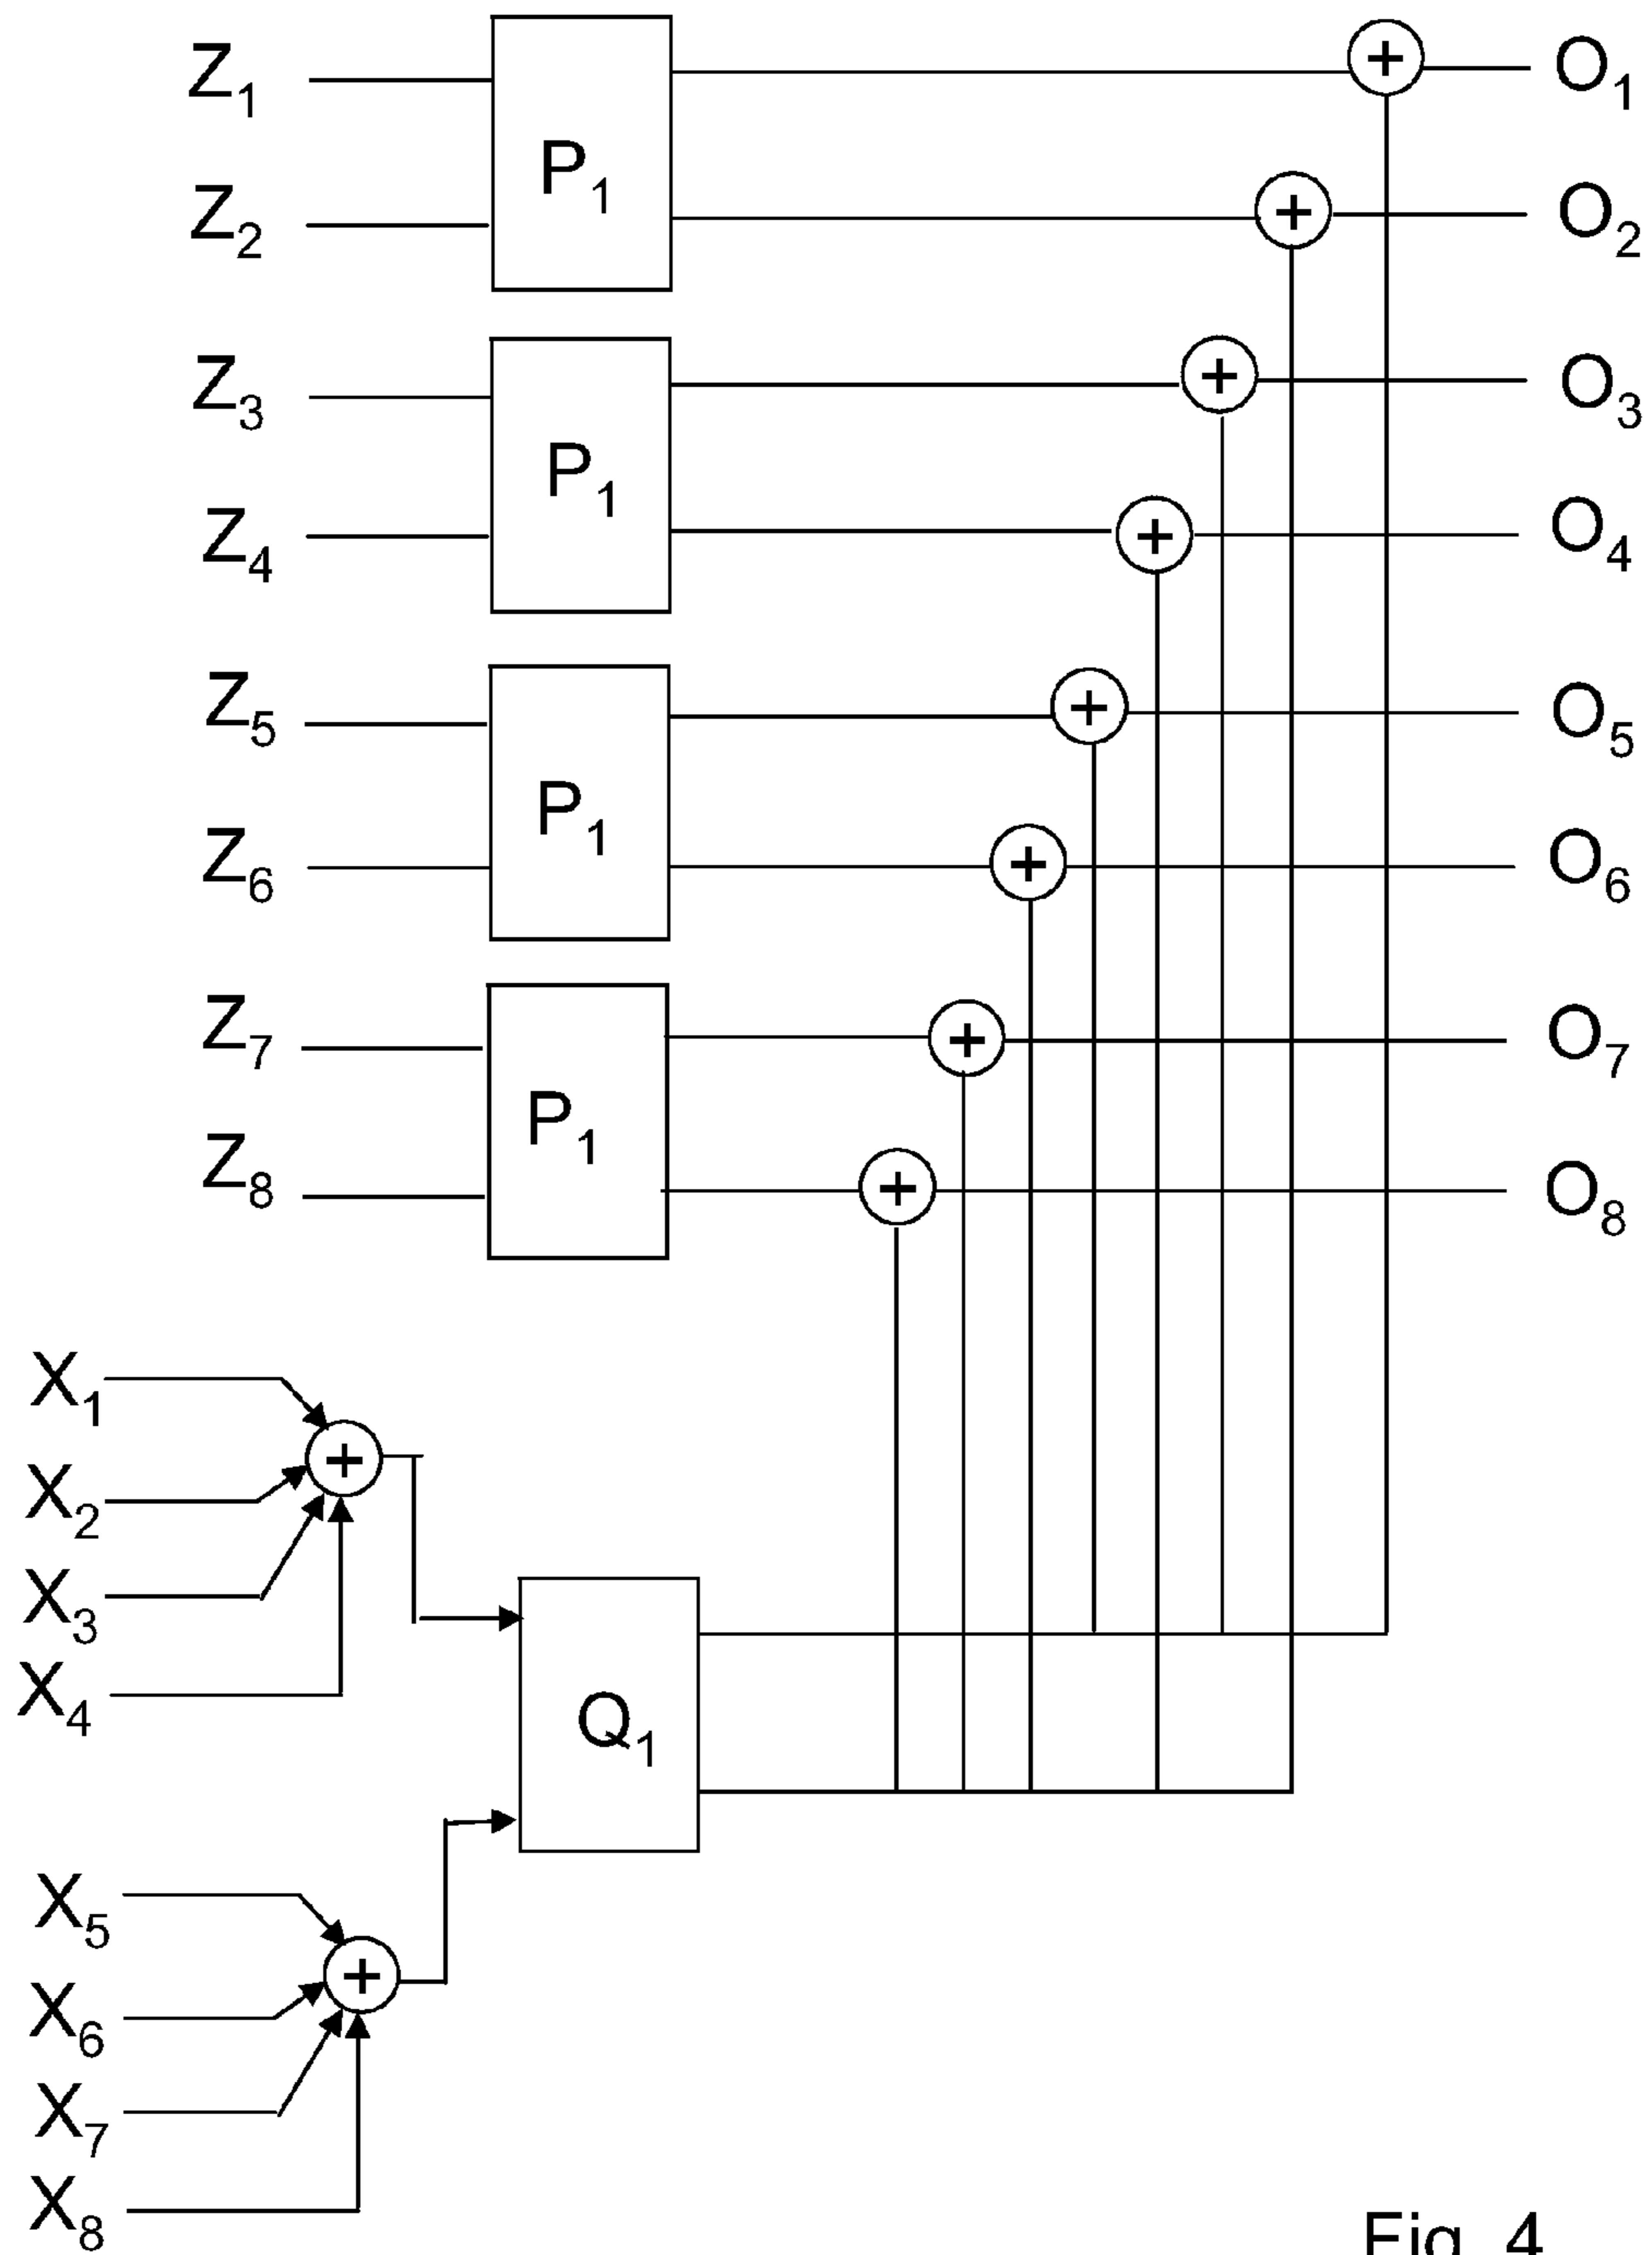 Z1 P1 + O1
Z2 + O2
Z3 P1 + O3
Z4 + O4
Z5 P1 + O5
Z6 + O6
Z7 P1 + O7
Z8 + O8
X1
+
X2
X3
X4
Q1
X5
+
X6
X7
X8
Fig. 4